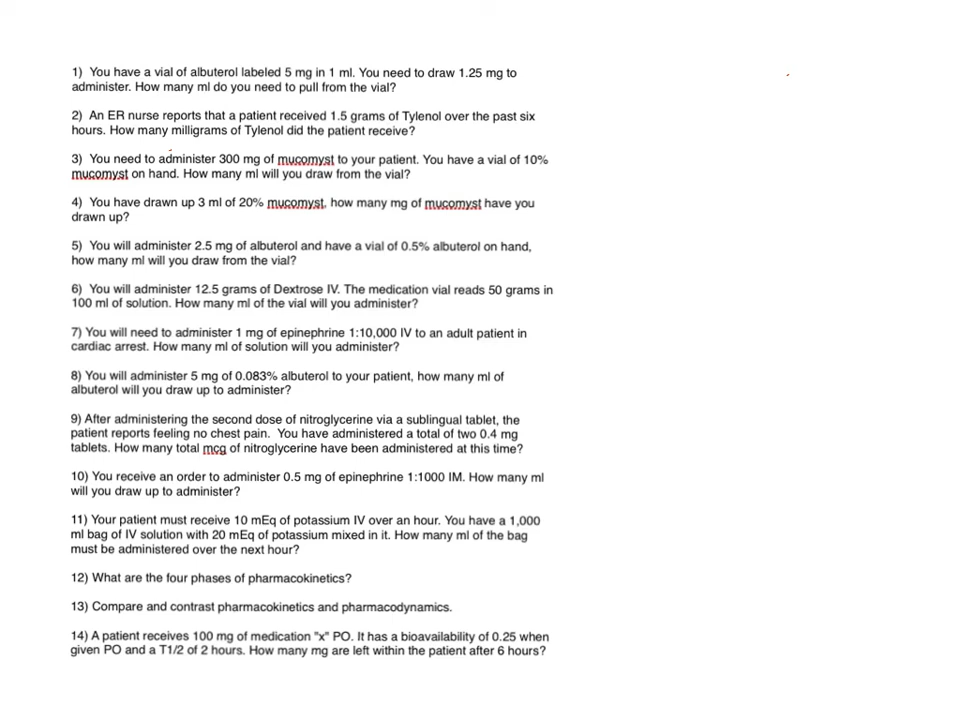 1) You have a vial of albuterol labeled 5 mg in 1 ml. You need to draw 1.25 mg to
administer. How many ml do you need to pull from the vial?
2) An ER nurse reports that a patient received 1.5 grams of Tylenol over the past six
hours. How many milligrams of Tylenol did the patient receive?
3) You need to administer 300 mg of mucomyst to your patient. You have a vial of 10%
mucomyst on hand. How many ml will you draw from the vial?
4) You have drawn up 3 ml of 20% mucomyst, how many mg of mucomyst have you
drawn up?
5) You will administer 2.5 mg of albuterol and have a vial of 0.5% albuterol on hand,
how many ml will you draw from the vial?
6) You will administer 12.5 grams of Dextrose IV. The medication vial reads 50 grams in
100 ml of solution. How many ml of the vial will you administer?
7) You will need to administer 1 mg of epinephrine 1:10,000 IV to an adult patient in
cardiac arrest. How many ml of solution will you administer?
8) You will administer 5 mg of 0.083% albuterol to your patient, how many ml of
albuterol will you draw up to administer?
9) After administering the second dose of nitroglycerine via a sublingual tablet, the
patient reports feeling no chest pain. You have administered a total of two 0.4 mg
tablets. How many total mcg of nitroglycerine have been administered at this time?
10) You receive an order to administer 0.5 mg of epinephrine 1:1000 IM. How many ml
will you draw up to administer?
11) Your patient must receive 10 mEq of potassium IV over an hour. You have a 1,000
ml bag of IV solution with 20 mEq of potassium mixed in it. How many ml of the bag
must be administered over the next hour?
12) What are the four phases of pharmacokinetics?
13) Compare and contrast pharmacokinetics and pharmacodynamics.
14) A patient receives 100 mg of medication "x" PO. It has a bioavailability of 0.25 when
given PO and a T1/2 of 2 hours. How many mg are left within the patient after 6 hours?